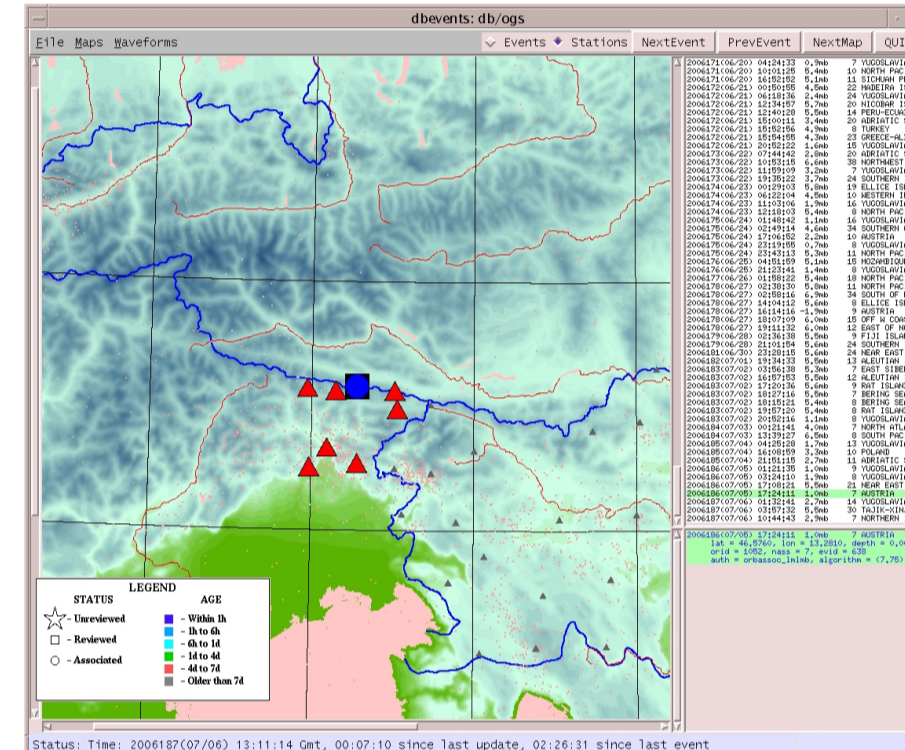 dbevents: db/ogs
File Maps Waveforms Events Stations NextEvent PrevEvent NextMap QUI
2006171(06/20) 04:24:33 0.9mb 7 YUGOSLAVI
2006171(06/20) 10:01:25 5.4mb 10 NORTH PAC
2006171(06/20) 16:52:52 5.1mb 11 SICHUAN P
2006172(06/21) 00:50:55 4.5mb 22 MADEIRA I
2006172(06/21) 06:18:36 2.4mb 24 YUGOSLAVI
2006172(06/21) 12:34:57 5.7mb 20 NICOBAR I
2006172(06/21) 12:40:28 5.5mb 14 PERU-ECUA
2006172(06/21) 15:00:11 3.4mb 20 ADRIATIC
2006172(06/21) 15:52:56 4.9mb 8 TURKEY
2006172(06/21) 15:54:55 4.3mb 23 GREECE-AL
2006172(06/21) 20:52:22 1.6mb 15 YUGOSLAVI
2006173(06/22) 07:44:42 2.8mb 20 ADRIATIC
2006173(06/22) 10:53:15 6.6mb 38 NORTHWEST
2006173(06/22) 11:59:09 3.2mb 7 YUGOSLAVI
2006173(06/22) 19:35:22 3.7mb 24 SOUTHERN
2006174(06/23) 00:29:03 5.8mb 19 ELLICE IS
2006174(06/23) 06:22:04 4.5mb 10 WESTERN I
2006174(06/23) 11:03:06 1.9mb 16 YUGOSLAVI
2006174(06/23) 12:18:03 5.4mb 8 NORTH PAC
2006175(06/24) 01:48:42 1.1mb 16 YUGOSLAVI
2006175(06/24) 02:49:14 4.6mb 34 SOUTHERN
2006175(06/24) 17:06:52 2.2mb 10 AUSTRIA
2006175(06/24) 23:19:55 0.7mb 8 YUGOSLAVI
2006175(06/24) 23:43:13 5.3mb 11 NORTH PAC
2006176(06/25) 04:51:59 5.1mb 15 MOZAMBIQU
2006176(06/25) 21:23:41 1.4mb 8 YUGOSLAVI
2006178(06/27) 02:38:30 5.8mb 11 NORTH PAC
2006178(06/27) 02:58:16 6.9mb 34 SOUTH OF
2006178(06/27) 14:04:12 5.6mb 8 ELLICE IS
2006178(06/27) 16:14:16 -1.9mb 9 AUSTRIA
2006178(06/27) 18:07:09 6.0mb 15 OFF W COA
2006178(06/27) 19:11:32 6.0mb 12 EAST OF N
2006179(06/28) 02:36:38 5.5mb 9 FIJI ISLA
2006179(06/28) 21:01:54 5.6mb 24 SOUTHERN
2006181(06/30) 23:28:15 5.6mb 24 NEAR EAST
2006182(07/01) 19:34:33 5.5mb 13 ALEUTIAN
2006183(07/02) 03:56:38 5.3mb 7 EAST SIBE
2006183(07/02) 16:57:53 5.5mb 12 ALEUTIAN
2006183(07/02) 17:20:36 5.6mb 9 RAT ISLAN
2006183(07/02) 18:27:16 5.5mb 7 BERING SE
2006183(07/02) 18:15:21 5.4mb 8 BERING SE
2006183(07/02) 19:57:20 5.4mb 8 RAT ISLAN
2006183(07/02) 20:52:16 1.1mb 8 YUGOSLAVI
2006184(07/03) 00:21:41 4.0mb 7 NORTH ATL
2006184(07/03) 13:39:27 6.5mb 8 SOUTH PAC
2006185(07/04) 04:25:28 1.7mb 13 YUGOSLAVI
2006185(07/04) 16:08:59 3.3mb 10 POLAND
2006185(07/04) 21:51:15 2.7mb 11 ADRIATIC
2006186(07/05) 01:21:35 1.0mb 9 YUGOSLAVI
2006186(07/05) 03:24:10 1.9mb 8 YUGOSLAVI
2006186(07/05) 17:08:21 5.5mb 21 NEAR EAST
2006186(07/05) 17:24:11 1.0mb 7 AUSTRIA
2006187(07/06) 01:32:41 2.7mb 14 YUGOSLAVI
2006187(07/06) 03:57:32 5.5mb 30 TAJIK-XIN
2006187(07/06) 10:44:43 2.9mb 7 NORTHERN
2006186(07/05) 17:24:11 1.0mb 7 AUSTRIA
lat = 46.5760, lon = 13.2810, depth = 0.0
orid = 1052, nass = 7, evid = 638
auth = orbassoc_lmlmb, algorithm = (7.75)
LEGEND
STATUS AGE
- Unreviewed
- Reviewed
- Associated
- Within 1h
- 1h to 6h
- 6h to 1d
- 1d to 4d
- 4d to 7d
- Older than 7d
Status: Time: 2006187(07/06) 13:11:14 Gmt, 00:07:10 since last update, 02:26:31 since last event